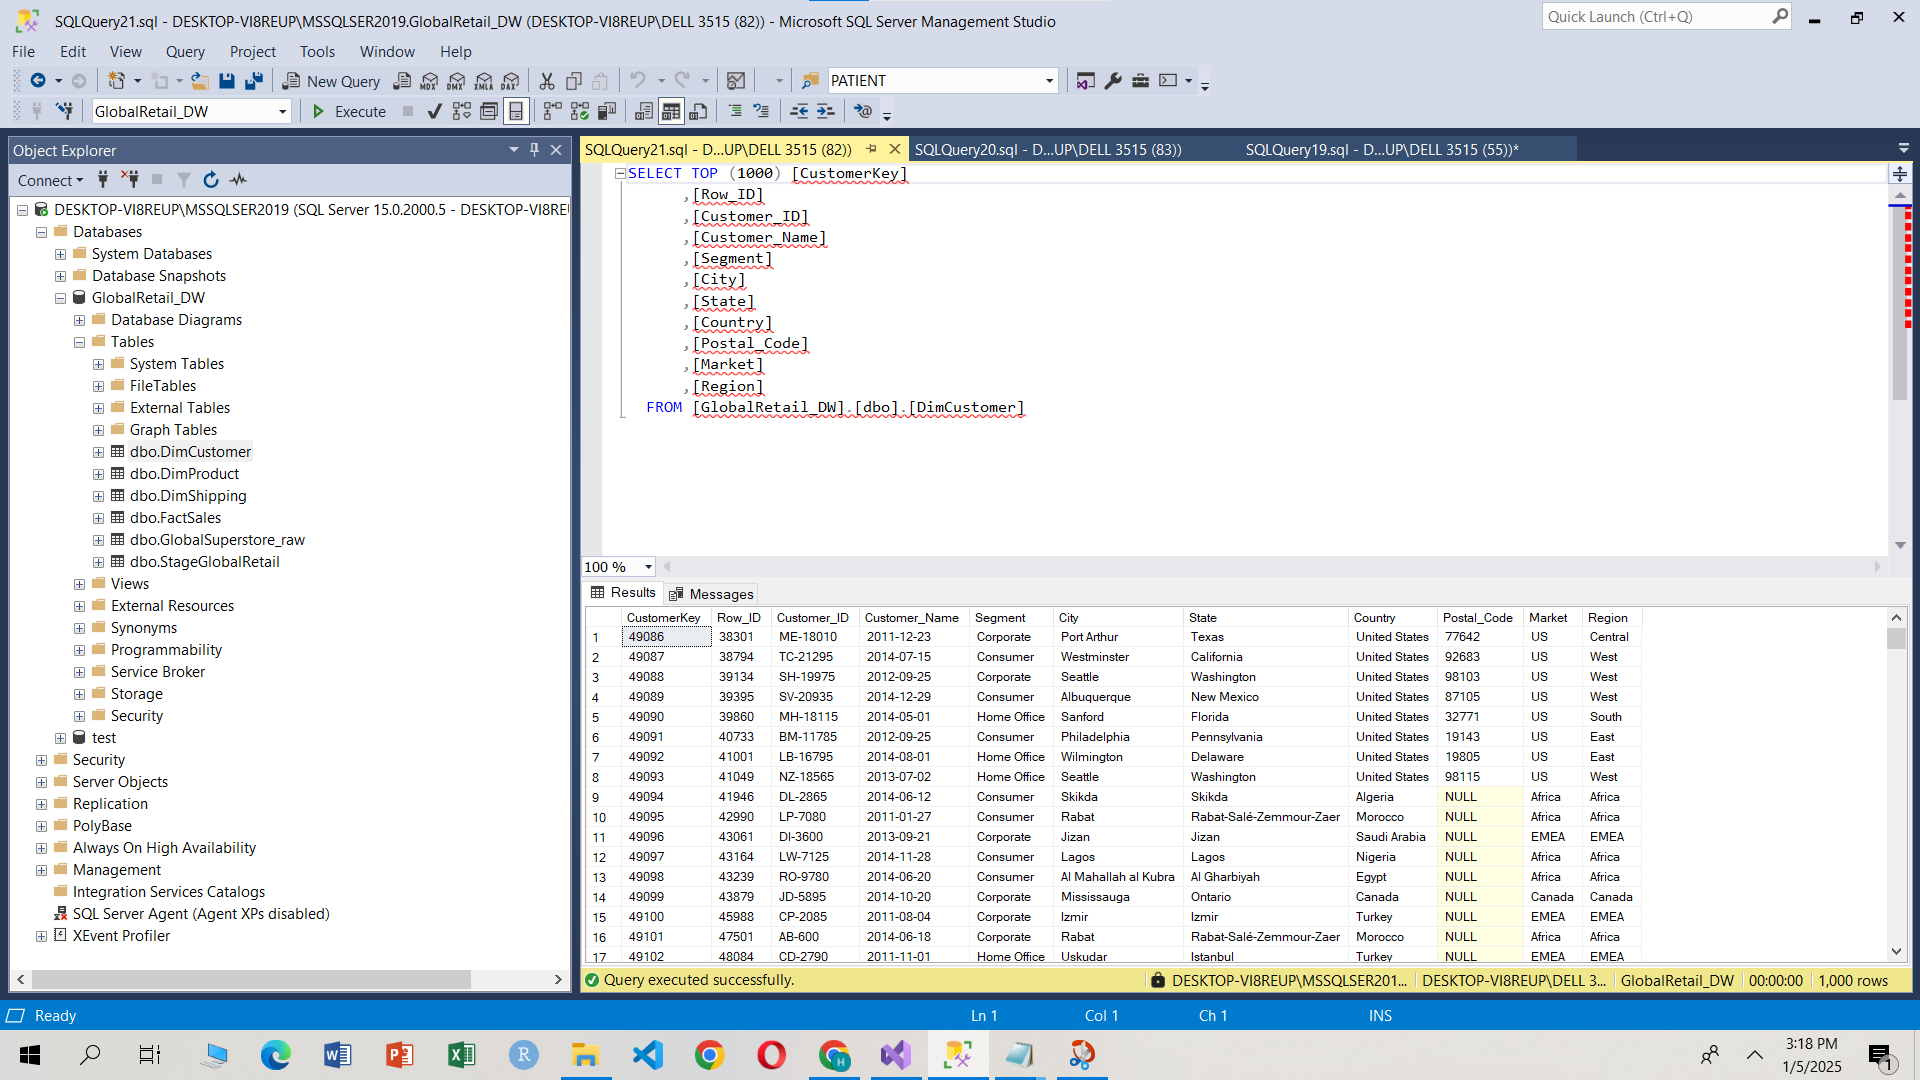 SQLQuery21.sql - DESKTOP-VI8REUP\MSSQLSER2019.GlobalRetail_DW (DESKTOP-VI8REUP\DELL 3515 (82)) - Microsoft SQL Server Management Studio
Quick Launch (Ctrl+Q)
File Edit View Query Project Tools Window Help
New Query MDX DMX XMLA DAX PATIENT
GlobalRetail_DW Execute
Object Explorer
Connect
DESKTOP-VI8REUP\MSSQLSER2019 (SQL Server 15.0.2000.5 - DESKTOP-VI8REU
Databases
System Databases
Database Snapshots
GlobalRetail_DW
Database Diagrams
Tables
System Tables
FileTables
External Tables
Graph Tables
dbo.DimCustomer
dbo.DimProduct
dbo.DimShipping
dbo.FactSales
dbo.GlobalSuperstore_raw
dbo.StageGlobalRetail
Views
External Resources
Synonyms
Programmability
Service Broker
Storage
Security
test
Security
Server Objects
Replication
PolyBase
Always On High Availability
Management
Integration Services Catalogs
SQL Server Agent (Agent XPs disabled)
XEvent Profiler
SQLQuery21.sql - D...UP\DELL 3515 (82)) SQLQuery20.sql - D...UP\DELL 3515 (83)) SQLQuery19.sql - D...UP\DELL 3515 (55))*
SELECT TOP (1000) [CustomerKey]
,[Row_ID]
,[Customer_ID]
,[Customer_Name]
,[Segment]
,[City]
,[State]
,[Country]
,[Postal_Code]
,[Market]
,[Region]
FROM [GlobalRetail_DW].[dbo].[DimCustomer]
100 %
Results Messages
CustomerKey Row_ID Customer_ID Customer_Name Segment City State Country Postal_Code Market Region
1 49086 38301 ME-18010 2011-12-23 Corporate Port Arthur Texas United States 77642 US Central
2 49087 38794 TC-21295 2014-07-15 Consumer Westminster California United States 92683 US West
3 49088 39134 SH-19975 2012-09-25 Corporate Seattle Washington United States 98103 US West
4 49089 39395 SV-20935 2014-12-29 Consumer Albuquerque New Mexico United States 87105 US West
5 49090 39860 MH-18115 2014-05-01 Home Office Sanford Florida United States 32771 US South
6 49091 40733 BM-11785 2012-09-25 Consumer Philadelphia Pennsylvania United States 19143 US East
7 49092 41001 LB-16795 2014-08-01 Home Office Wilmington Delaware United States 19805 US East
8 49093 41049 NZ-18565 2013-07-02 Home Office Seattle Washington United States 98115 US West
9 49094 41946 DL-2865 2014-06-12 Consumer Skikda Skikda Algeria NULL Africa Africa
10 49095 42990 LP-7080 2011-01-27 Consumer Rabat Rabat-Salé-Zemmour-Zaer Morocco NULL Africa Africa
11 49096 43061 DI-3600 2013-09-21 Corporate Jizan Jizan Saudi Arabia NULL EMEA EMEA
12 49097 43164 LW-7125 2014-11-28 Consumer Lagos Lagos Nigeria NULL Africa Africa
13 49098 43239 RO-9780 2014-06-20 Consumer Al Mahallah al Kubra Al Gharbiyah Egypt NULL Africa Africa
14 49099 43879 JD-5895 2014-10-20 Corporate Mississauga Ontario Canada NULL Canada Canada
15 49100 45988 CP-2085 2011-08-04 Corporate Izmir Izmir Turkey NULL EMEA EMEA
16 49101 47501 AB-600 2014-06-18 Corporate Rabat Rabat-Salé-Zemmour-Zaer Morocco NULL Africa Africa
17 49102 48084 CD-2790 2011-11-01 Home Office Uskudar Istanbul Turkey NULL EMEA EMEA
Query executed successfully. DESKTOP-VI8REUP\MSSQLSER201... DESKTOP-VI8REUP\DELL 3... GlobalRetail_DW 00:00:00 1,000 rows
Ready Ln 1 Col 1 Ch 1 INS
3:18 PM
1/5/2025
1